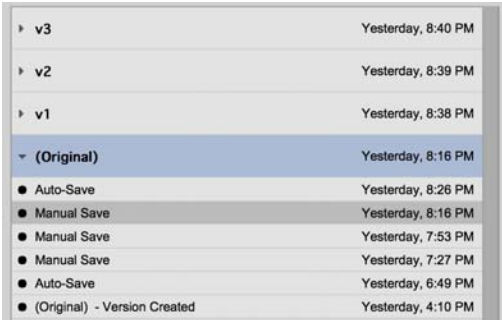 v3 Yesterday, 8:40 PM
v2 Yesterday, 8:39 PM
v1 Yesterday, 8:38 PM
(Original) Yesterday, 8:16 PM
Auto-Save Yesterday, 8:26 PM
Manual Save Yesterday, 8:16 PM
Manual Save Yesterday, 7:53 PM
Manual Save Yesterday, 7:27 PM
Auto-Save Yesterday, 6:49 PM
(Original) - Version Created Yesterday, 4:10 PM